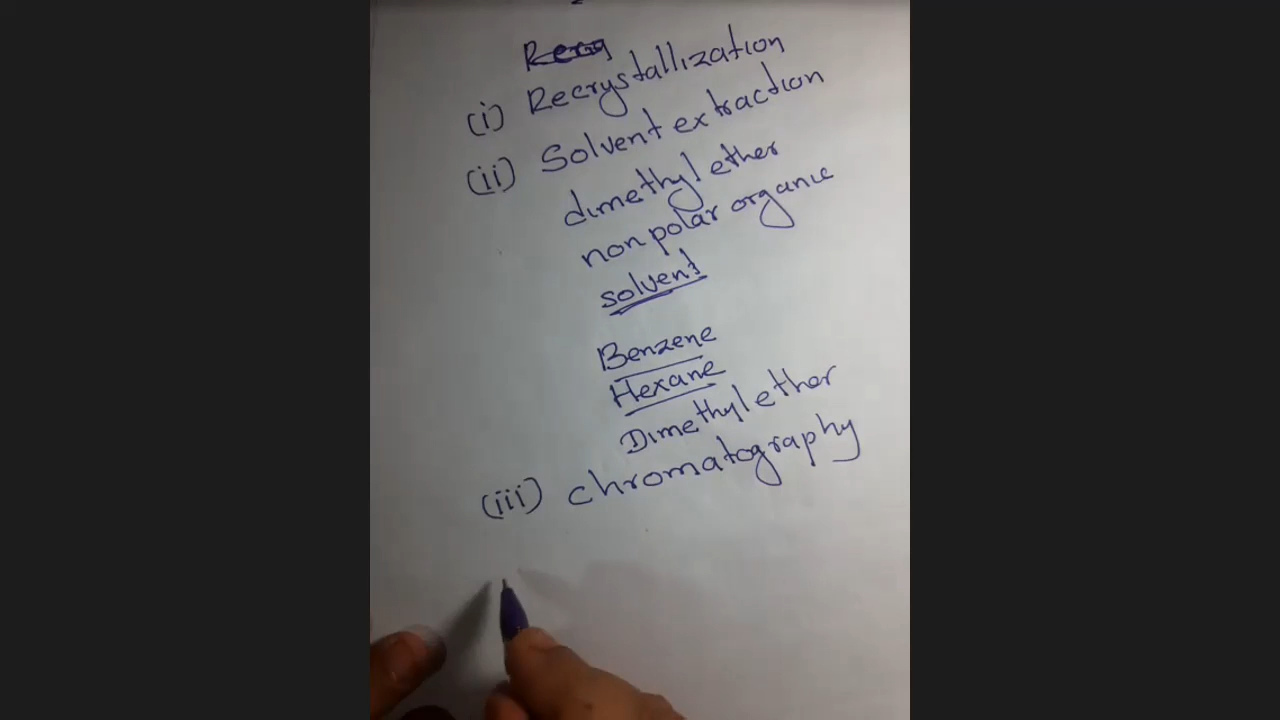 (i) Recrystallization
(ii) Solvent extraction
dimethyl ether
non polar organic
solvent
Benzene
Hexane
Dimethyl ether
(iii) chromatography